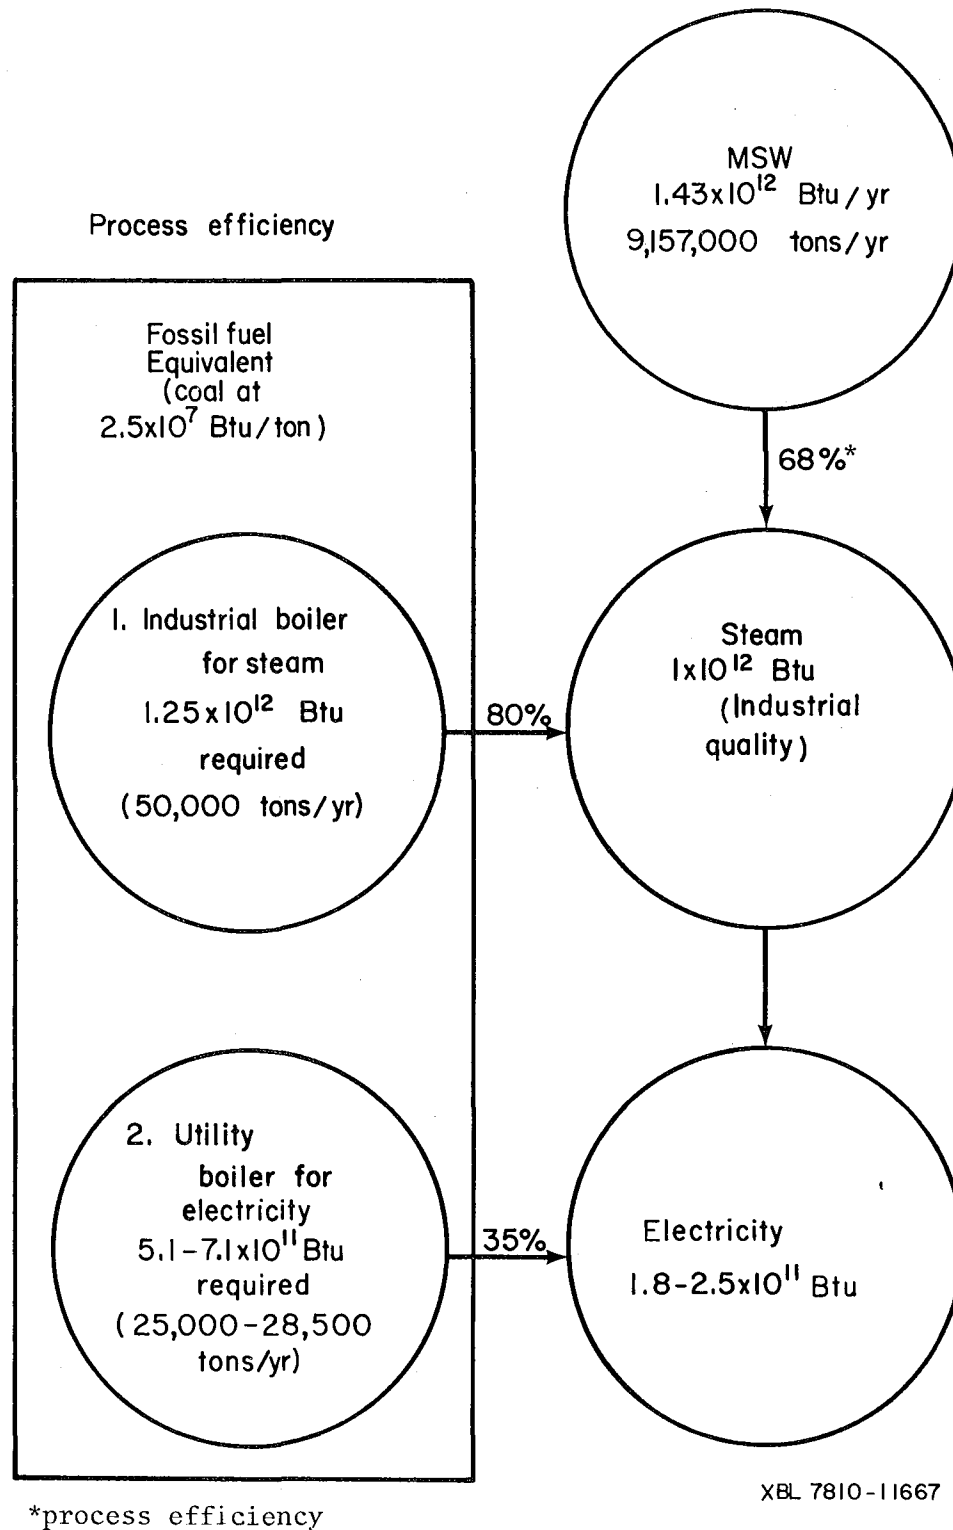 MSW
1.43x10¹² Btu/yr
9,157,000 tons/yr
Process efficiency
Fossil fuel
Equivalent
(coal at
2.5x10⁷ Btu/ton)
68%*
1. Industrial boiler
for steam
1.25x10¹² Btu
required
(50,000 tons/yr)
80%
Steam
1x10¹² Btu
(Industrial
quality)
2. Utility
boiler for
electricity
5.1-7.1x10¹¹ Btu
required
(25,000-28,500
tons/yr)
35%
Electricity
1.8-2.5x10¹¹ Btu
XBL 7810-11667
*process efficiency